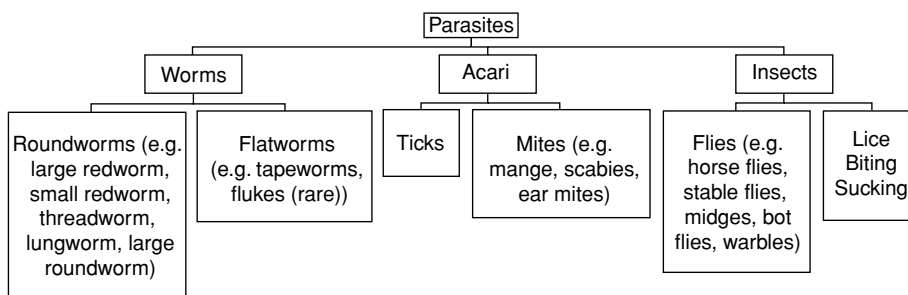 Parasites
Worms
Acari
Insects
Roundworms (e.g.
large redworm,
small redworm,
threadworm,
lungworm, large
roundworm)
Flatworms
(e.g. tapeworms,
flukes (rare))
Ticks
Mites (e.g.
mange, scabies,
ear mites)
Flies (e.g.
horse flies,
stable flies,
midges, bot
flies, warbles)
Lice
Biting
Sucking